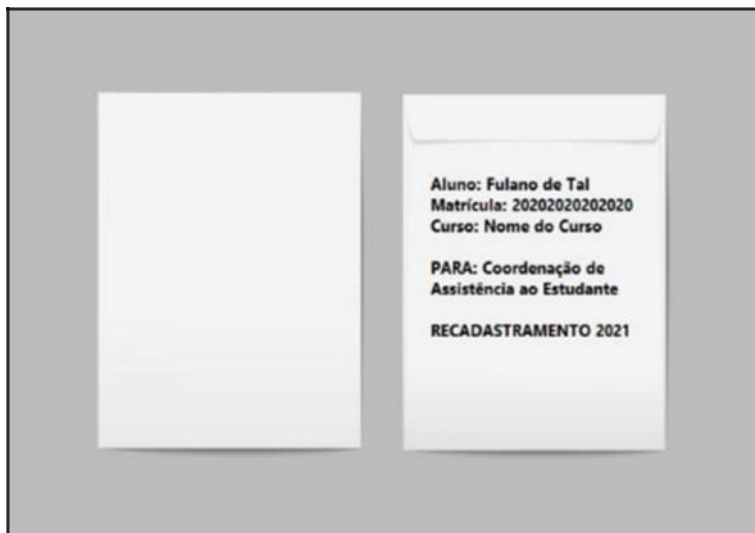 Aluno: Fulano de Tal
Matrícula: 20202020202020
Curso: Nome do Curso
PARA: Coordenação de
Assistência ao Estudante
RECADASTRAMENTO 2021